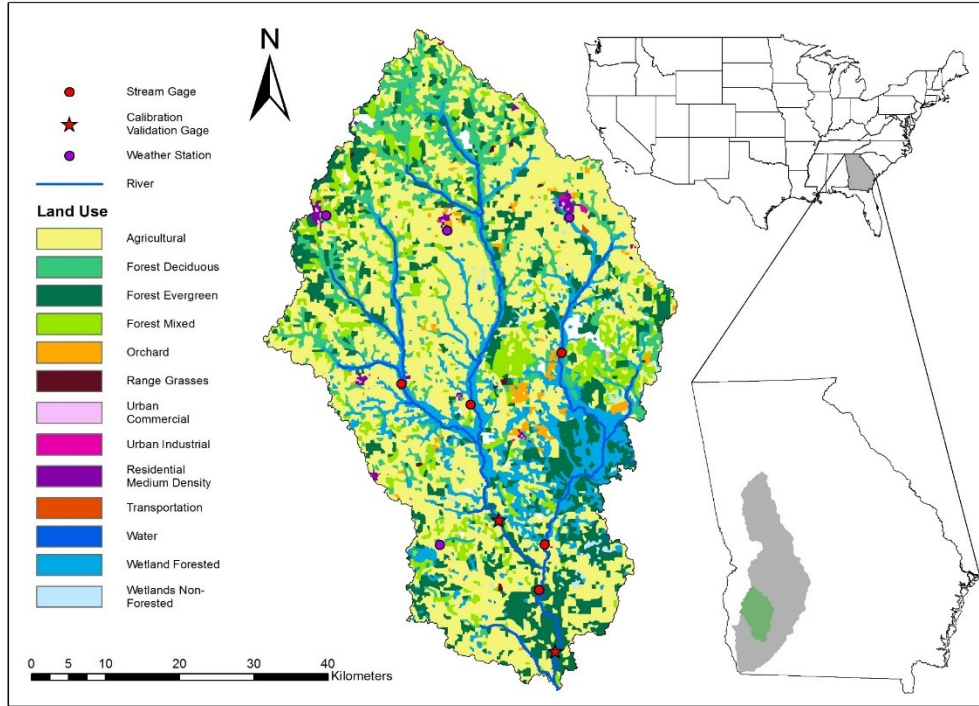 N
Stream Gage
Calibration
Validation Gage
Weather Station
River
Land Use
Agricultural
Forest Deciduous
Forest Evergreen
Forest Mixed
Orchard
Range Grasses
Urban
Commercial
Urban Industrial
Residential
Medium Density
Transportation
Water
Wetland Forested
Wetlands Non-
Forested
0 5 10 20 30 40
Kilometers